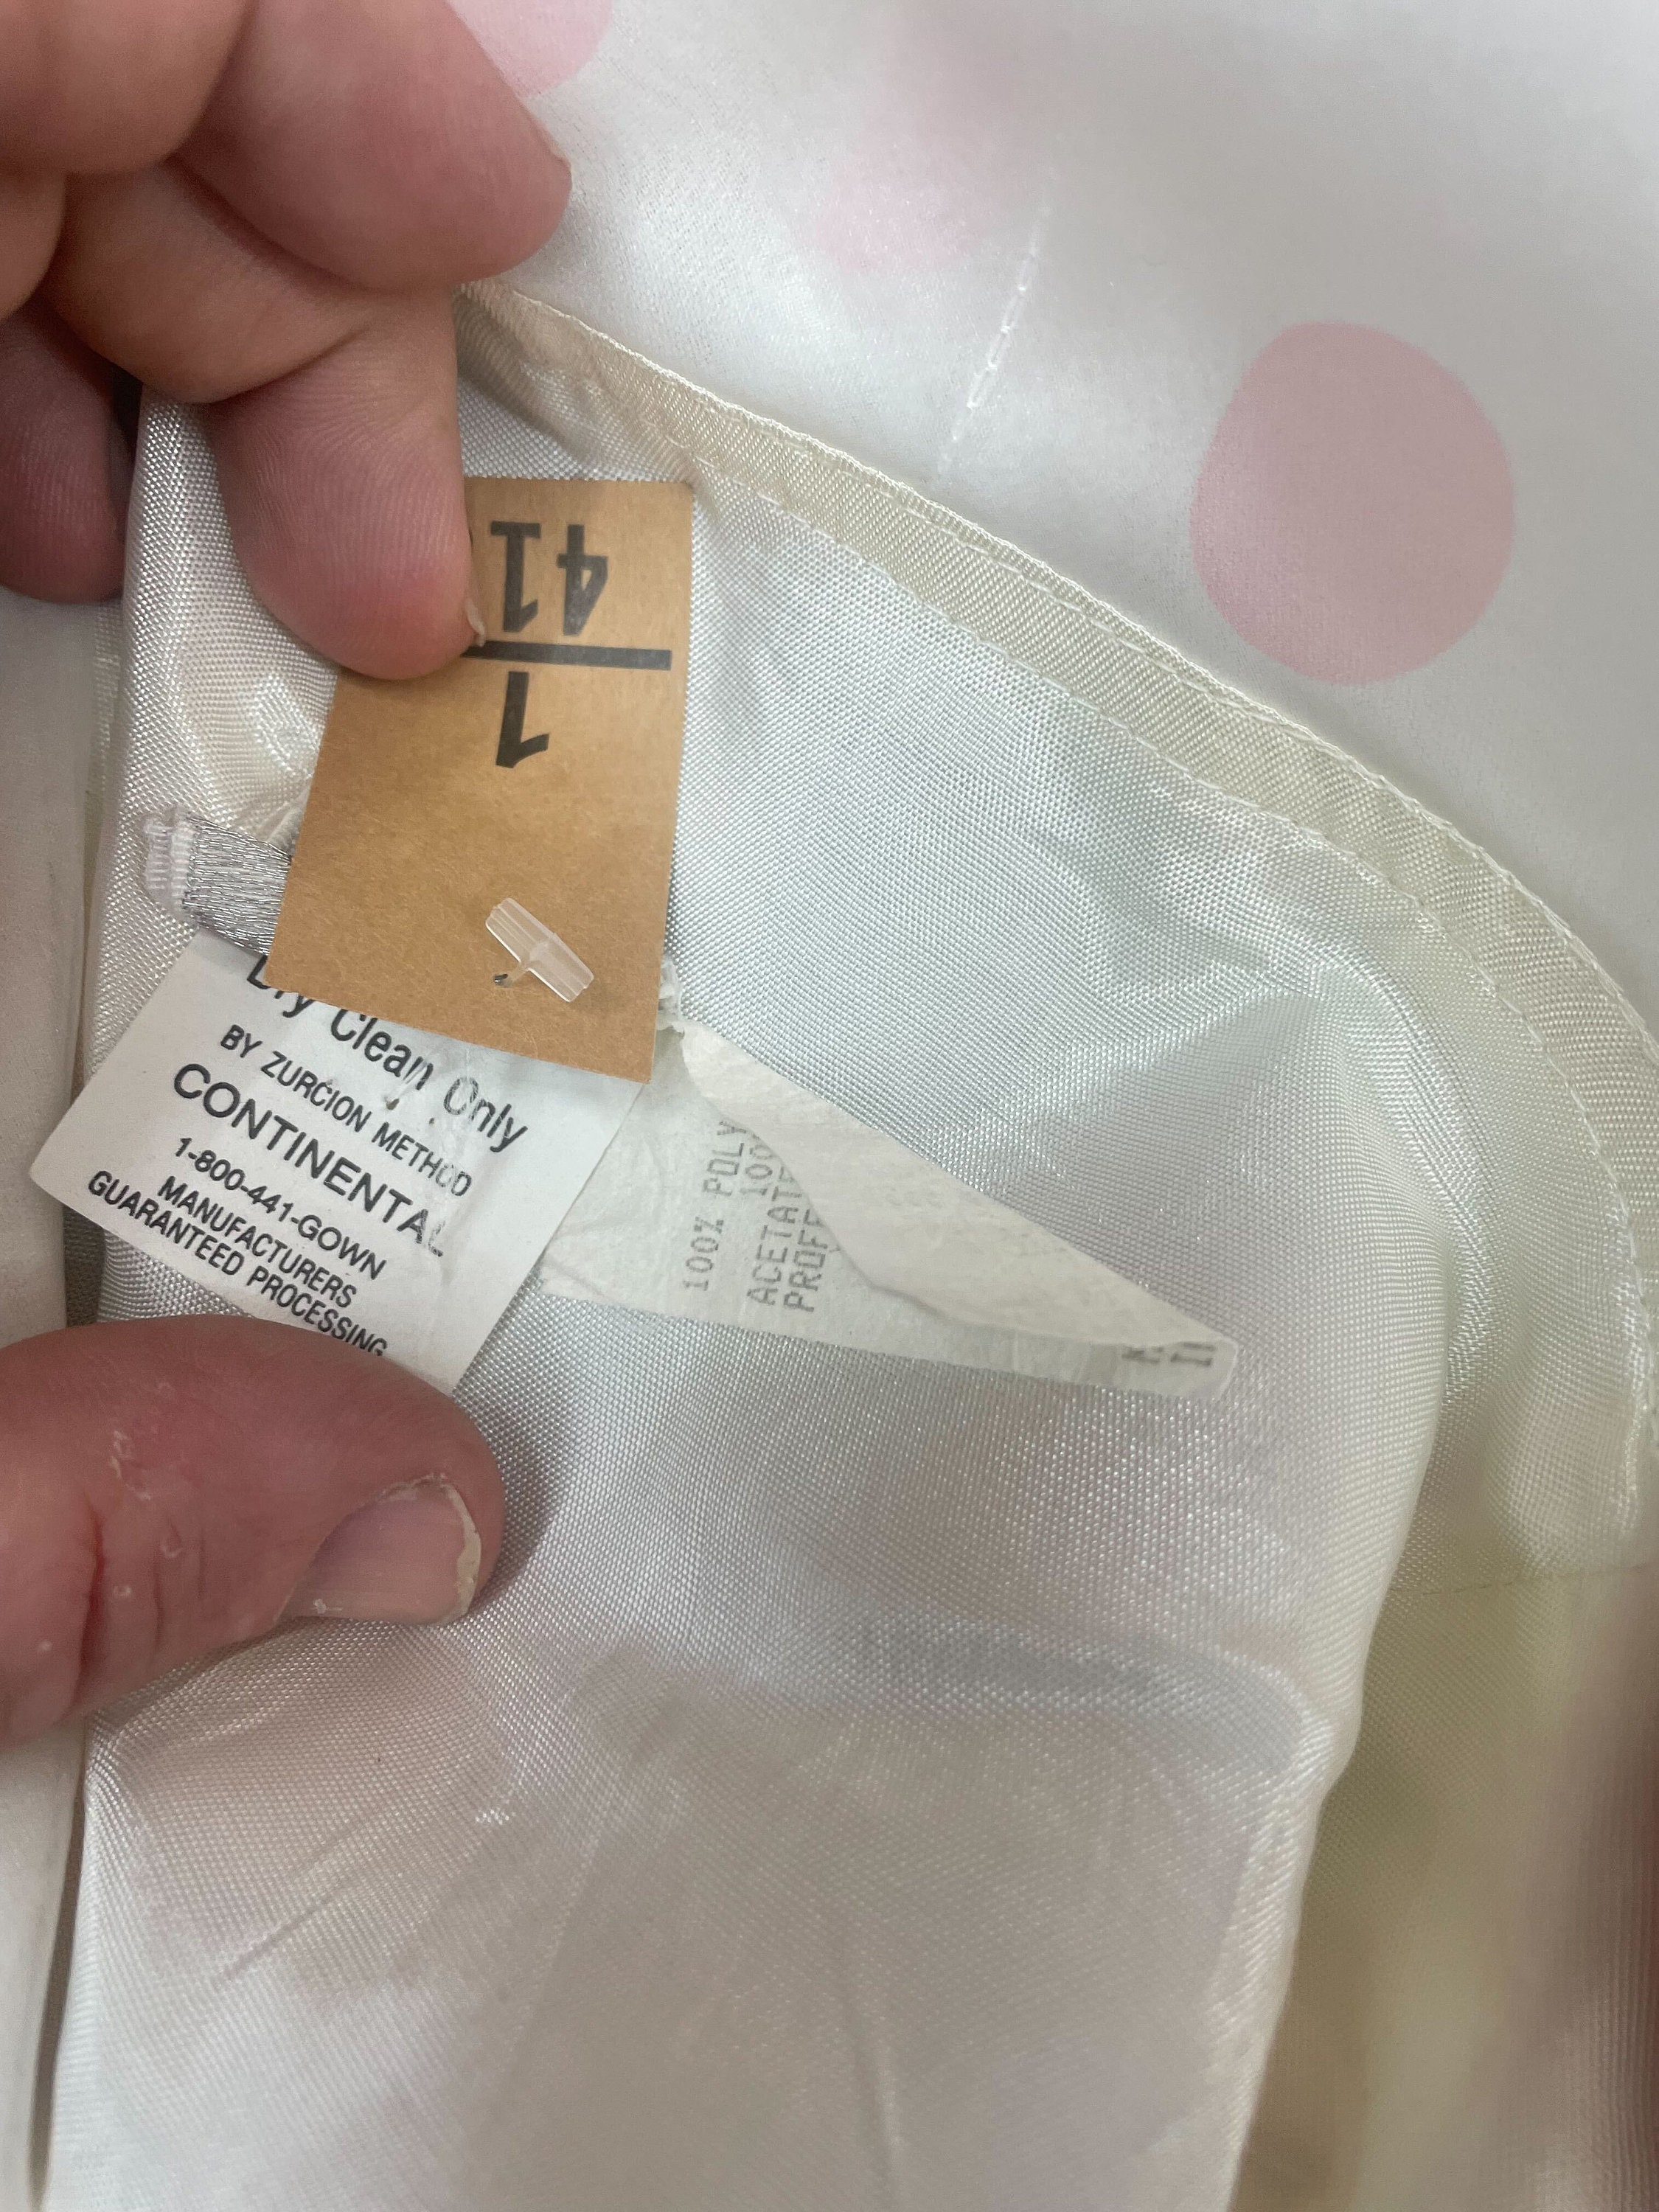 1
41
Dry Clean Only
BY ZURCION METHOD
CONTINENTAL
1-800-441-GOWN
MANUFACTURERS
GUARANTEED PROCESSING
100% POLY
100%
ACETATE